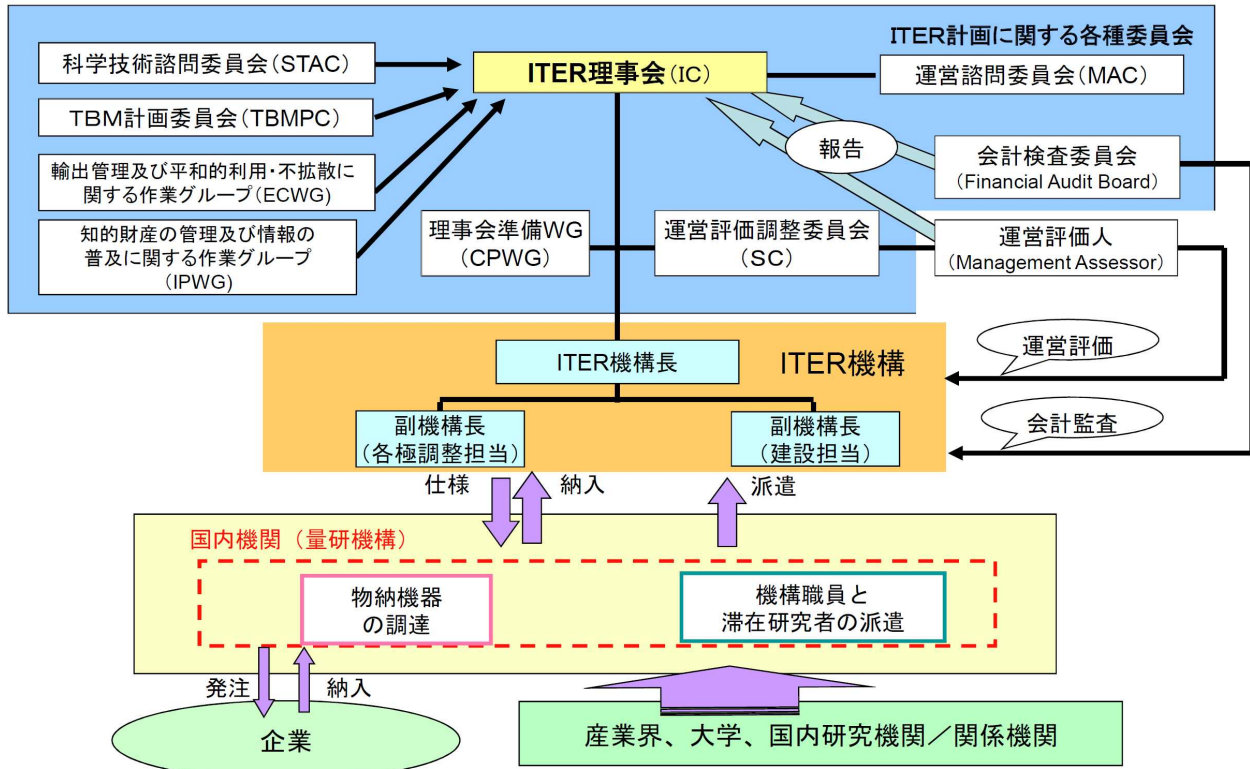 ITER計画に関する各種委員会
科学技術諮問委員会（STAC）
ITER理事会（IC）
運営諮問委員会（MAC）
TBM計画委員会（TBMPC）
報告
会計検査委員会
（Financial Audit Board）
輸出管理及び平和的利用・不拡散に
関する作業グループ（ECWG）
知的財産の管理及び情報の
普及に関する作業グループ
（IPWG）
理事会準備WG
（CPWG）
運営評価調整委員会
（SC）
運営評価人
（Management Assessor）
ITER機構長
ITER機構
運営評価
副機構長
（各極調整担当）
副機構長
（建設担当）
会計監査
仕様
納入
派遣
国内機関（量研機構）
物納機器
の調達
機構職員と
滞在研究者の派遣
発注
納入
企業
産業界、大学、国内研究機関／関係機関